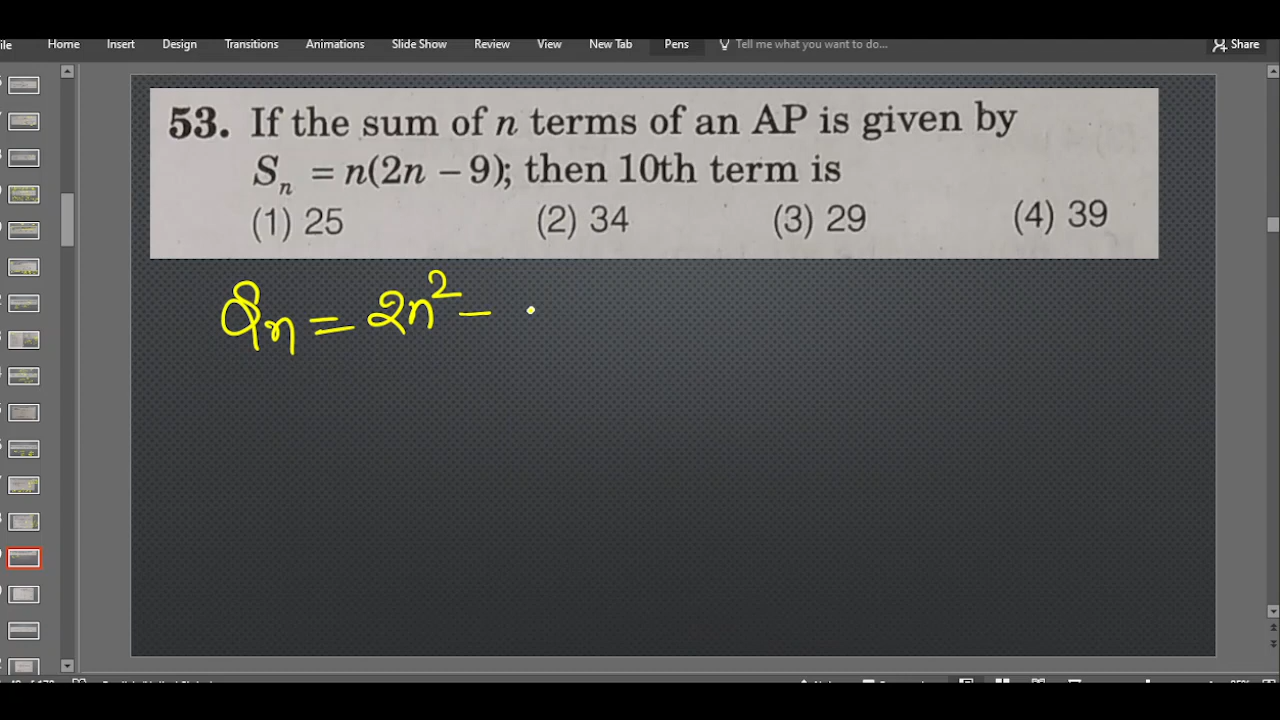 File Home Insert Design Transitions Animations Slide Show Review View New Tab Pens Tell me what you want to do... Share
53. If the sum of n terms of an AP is given by
Sₙ = n(2n – 9); then 10th term is
(1) 25 (2) 34 (3) 29 (4) 39
Sₙ = 2n² –